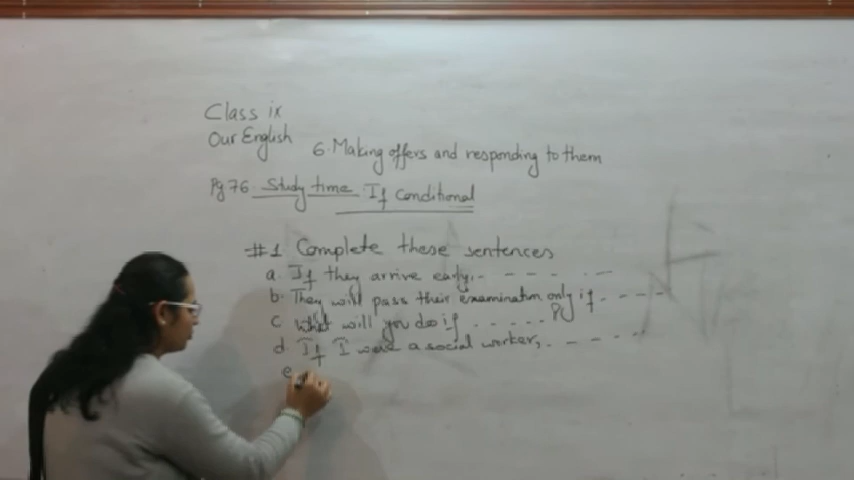 Class ix
Our English
6. Making offers and responding to them
Pg 76. Study time If Conditional
#1 Complete these sentences
a. If they arrive early, - - - - - -
b. They will pass their examination only if - - - -
c. What will you do if - - - - - ?
d. If I were a social worker, - - - - -
e.